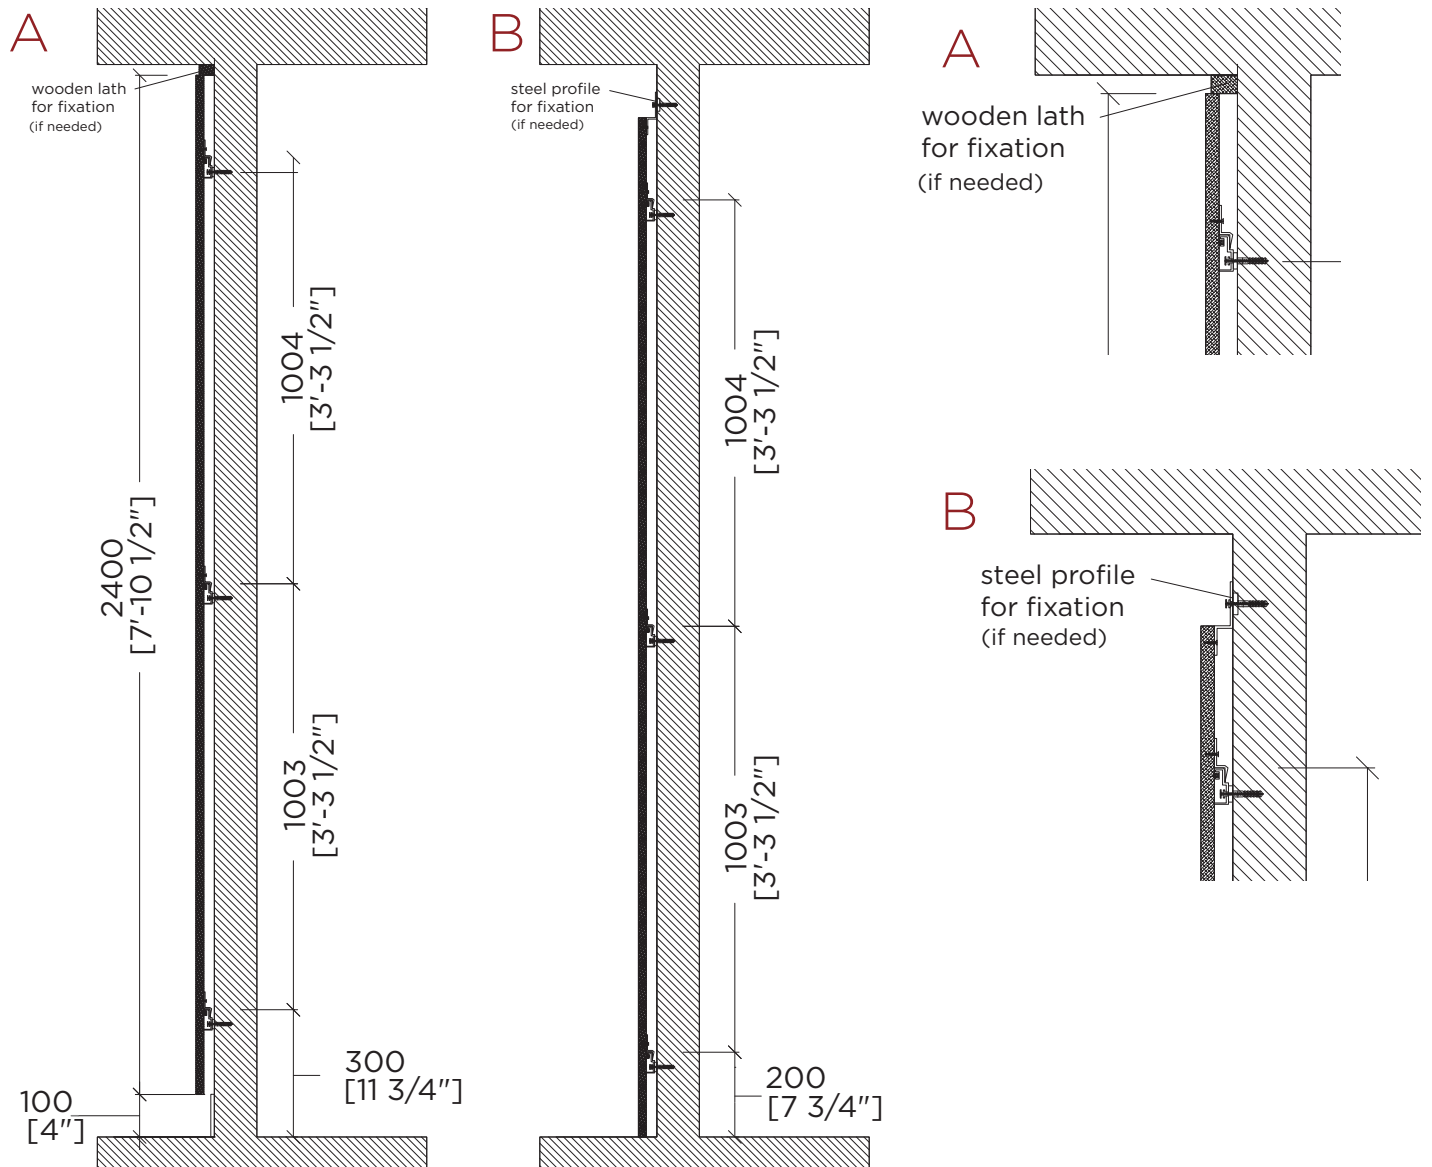 A
wooden lath
for fixation
(if needed)
1004
[3'-3 1/2"]
2400
[7'-10 1/2"]
1003
[3'-3 1/2"]
300
[11 3/4"]
100
[4"]
B
steel profile
for fixation
(if needed)
1004
[3'-3 1/2"]
1003
[3'-3 1/2"]
200
[7 3/4"]
A
wooden lath
for fixation
(if needed)
B
steel profile
for fixation
(if needed)